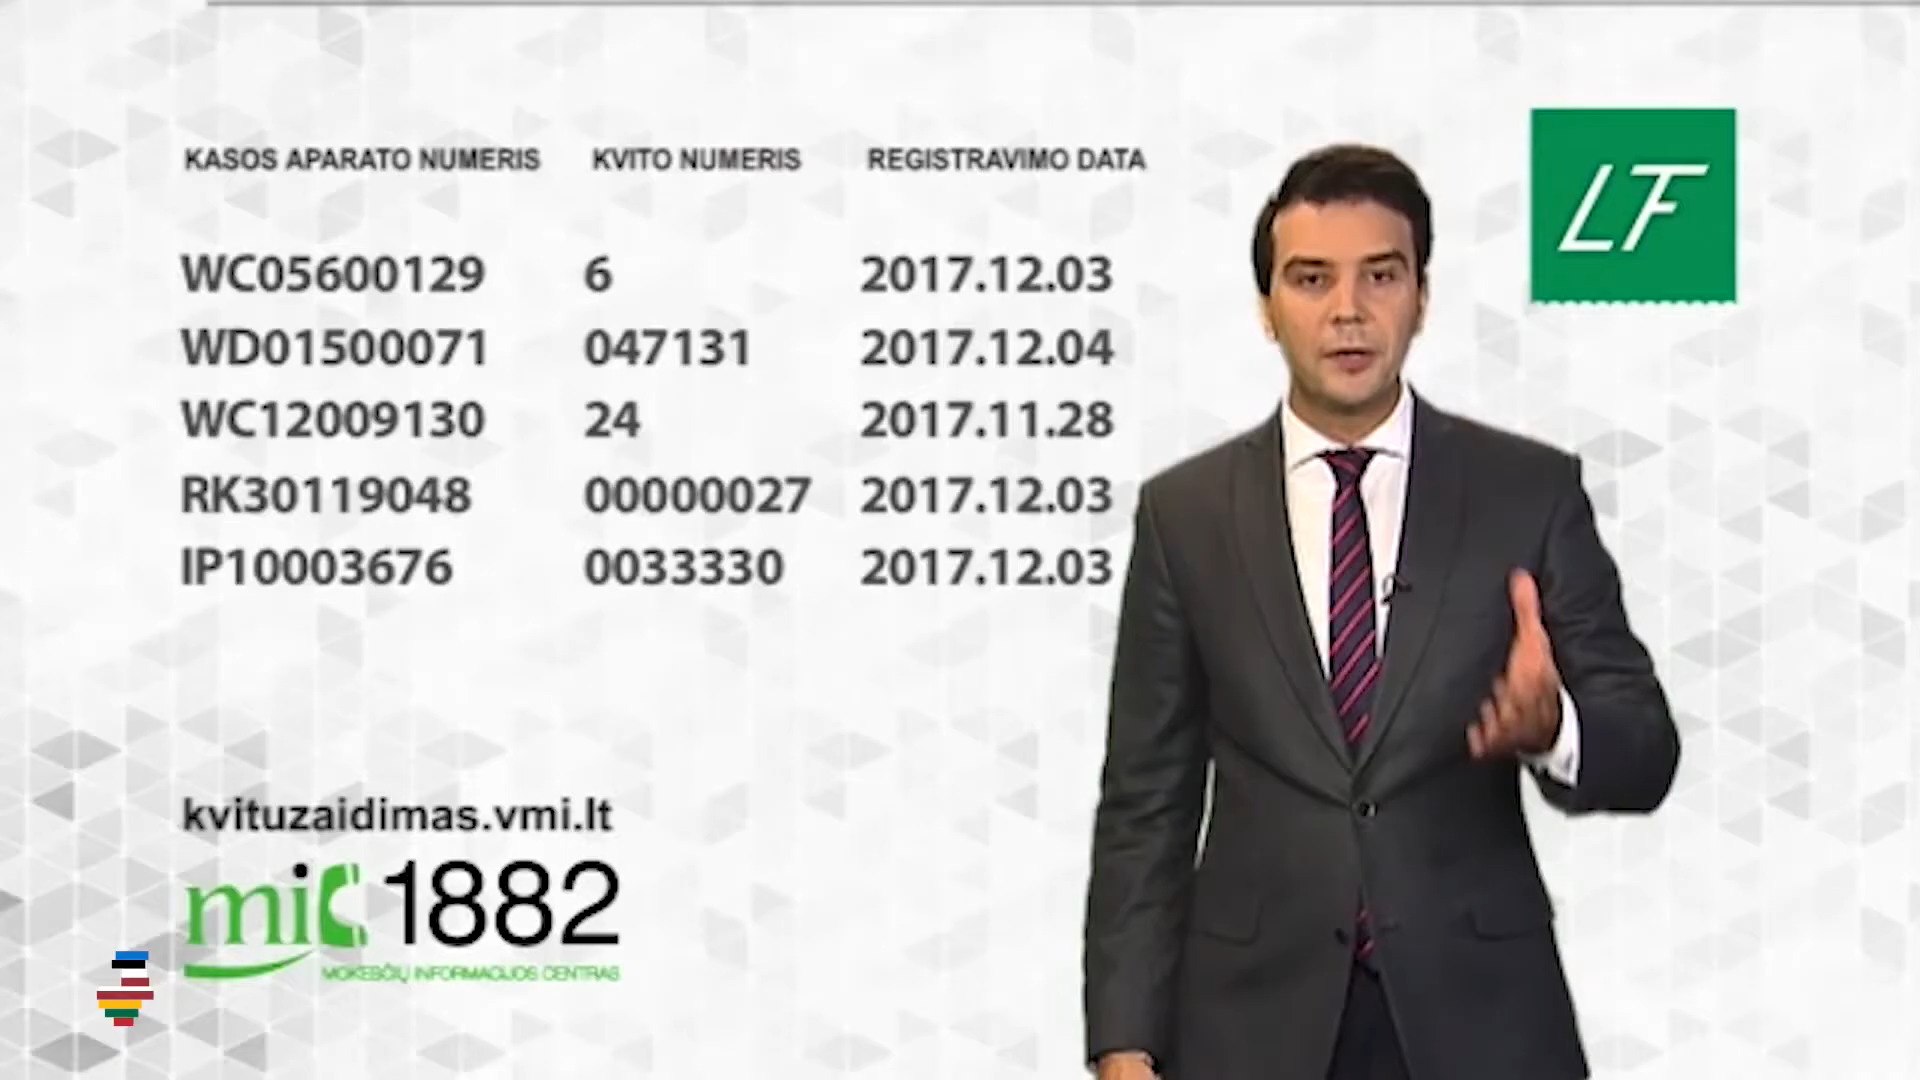 KASOS APARATO NUMERIS KVITO NUMERIS REGISTRAVIMO DATA
WC05600129 6 2017.12.03
WD01500071 047131 2017.12.04
WC12009130 24 2017.11.28
RK30119048 00000027 2017.12.03
IP10003676 0033330 2017.12.03
LF
kvituzaidimas.vmi.lt
mic 1882
MOKESČIŲ INFORMACIJOS CENTRAS